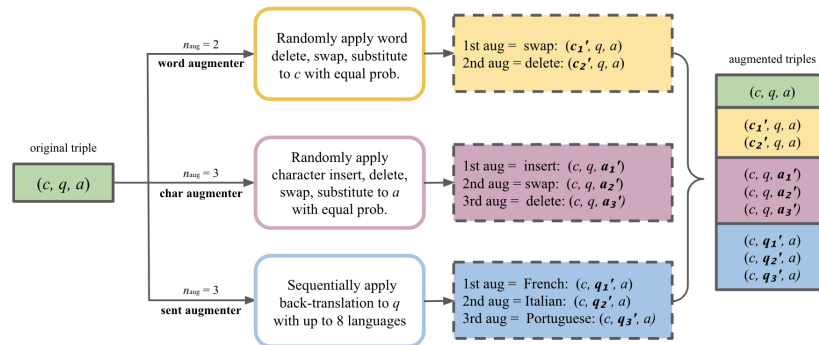 original triple
(c, q, a)
n_aug = 2
word augmenter
Randomly apply word
delete, swap, substitute
to c with equal prob.
1st aug = swap: (c₁', q, a)
2nd aug = delete: (c₂', q, a)
n_aug = 3
char augmenter
Randomly apply
character insert, delete,
swap, substitute to a
with equal prob.
1st aug = insert: (c, q, a₁')
2nd aug = swap: (c, q, a₂')
3rd aug = delete: (c, q, a₃')
n_aug = 3
sent augmenter
Sequentially apply
back-translation to q
with up to 8 languages
1st aug = French: (c, q₁', a)
2nd aug = Italian: (c, q₂', a)
3rd aug = Portuguese: (c, q₃', a)
augmented triples
(c, q, a)
(c₁', q, a)
(c₂', q, a)
(c, q, a₁')
(c, q, a₂')
(c, q, a₃')
(c, q₁', a)
(c, q₂', a)
(c, q₃', a)